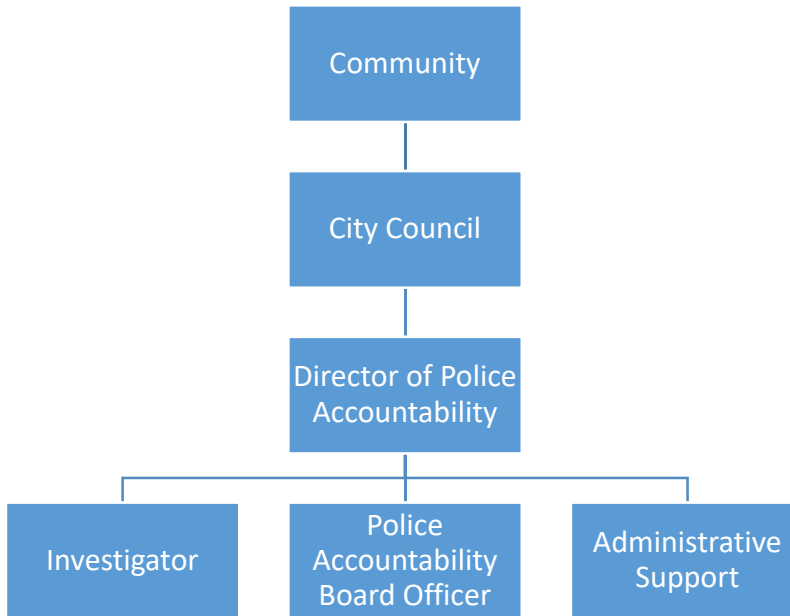 Community
City Council
Director of Police
Accountability
Investigator
Police
Accountability
Board Officer
Administrative
Support